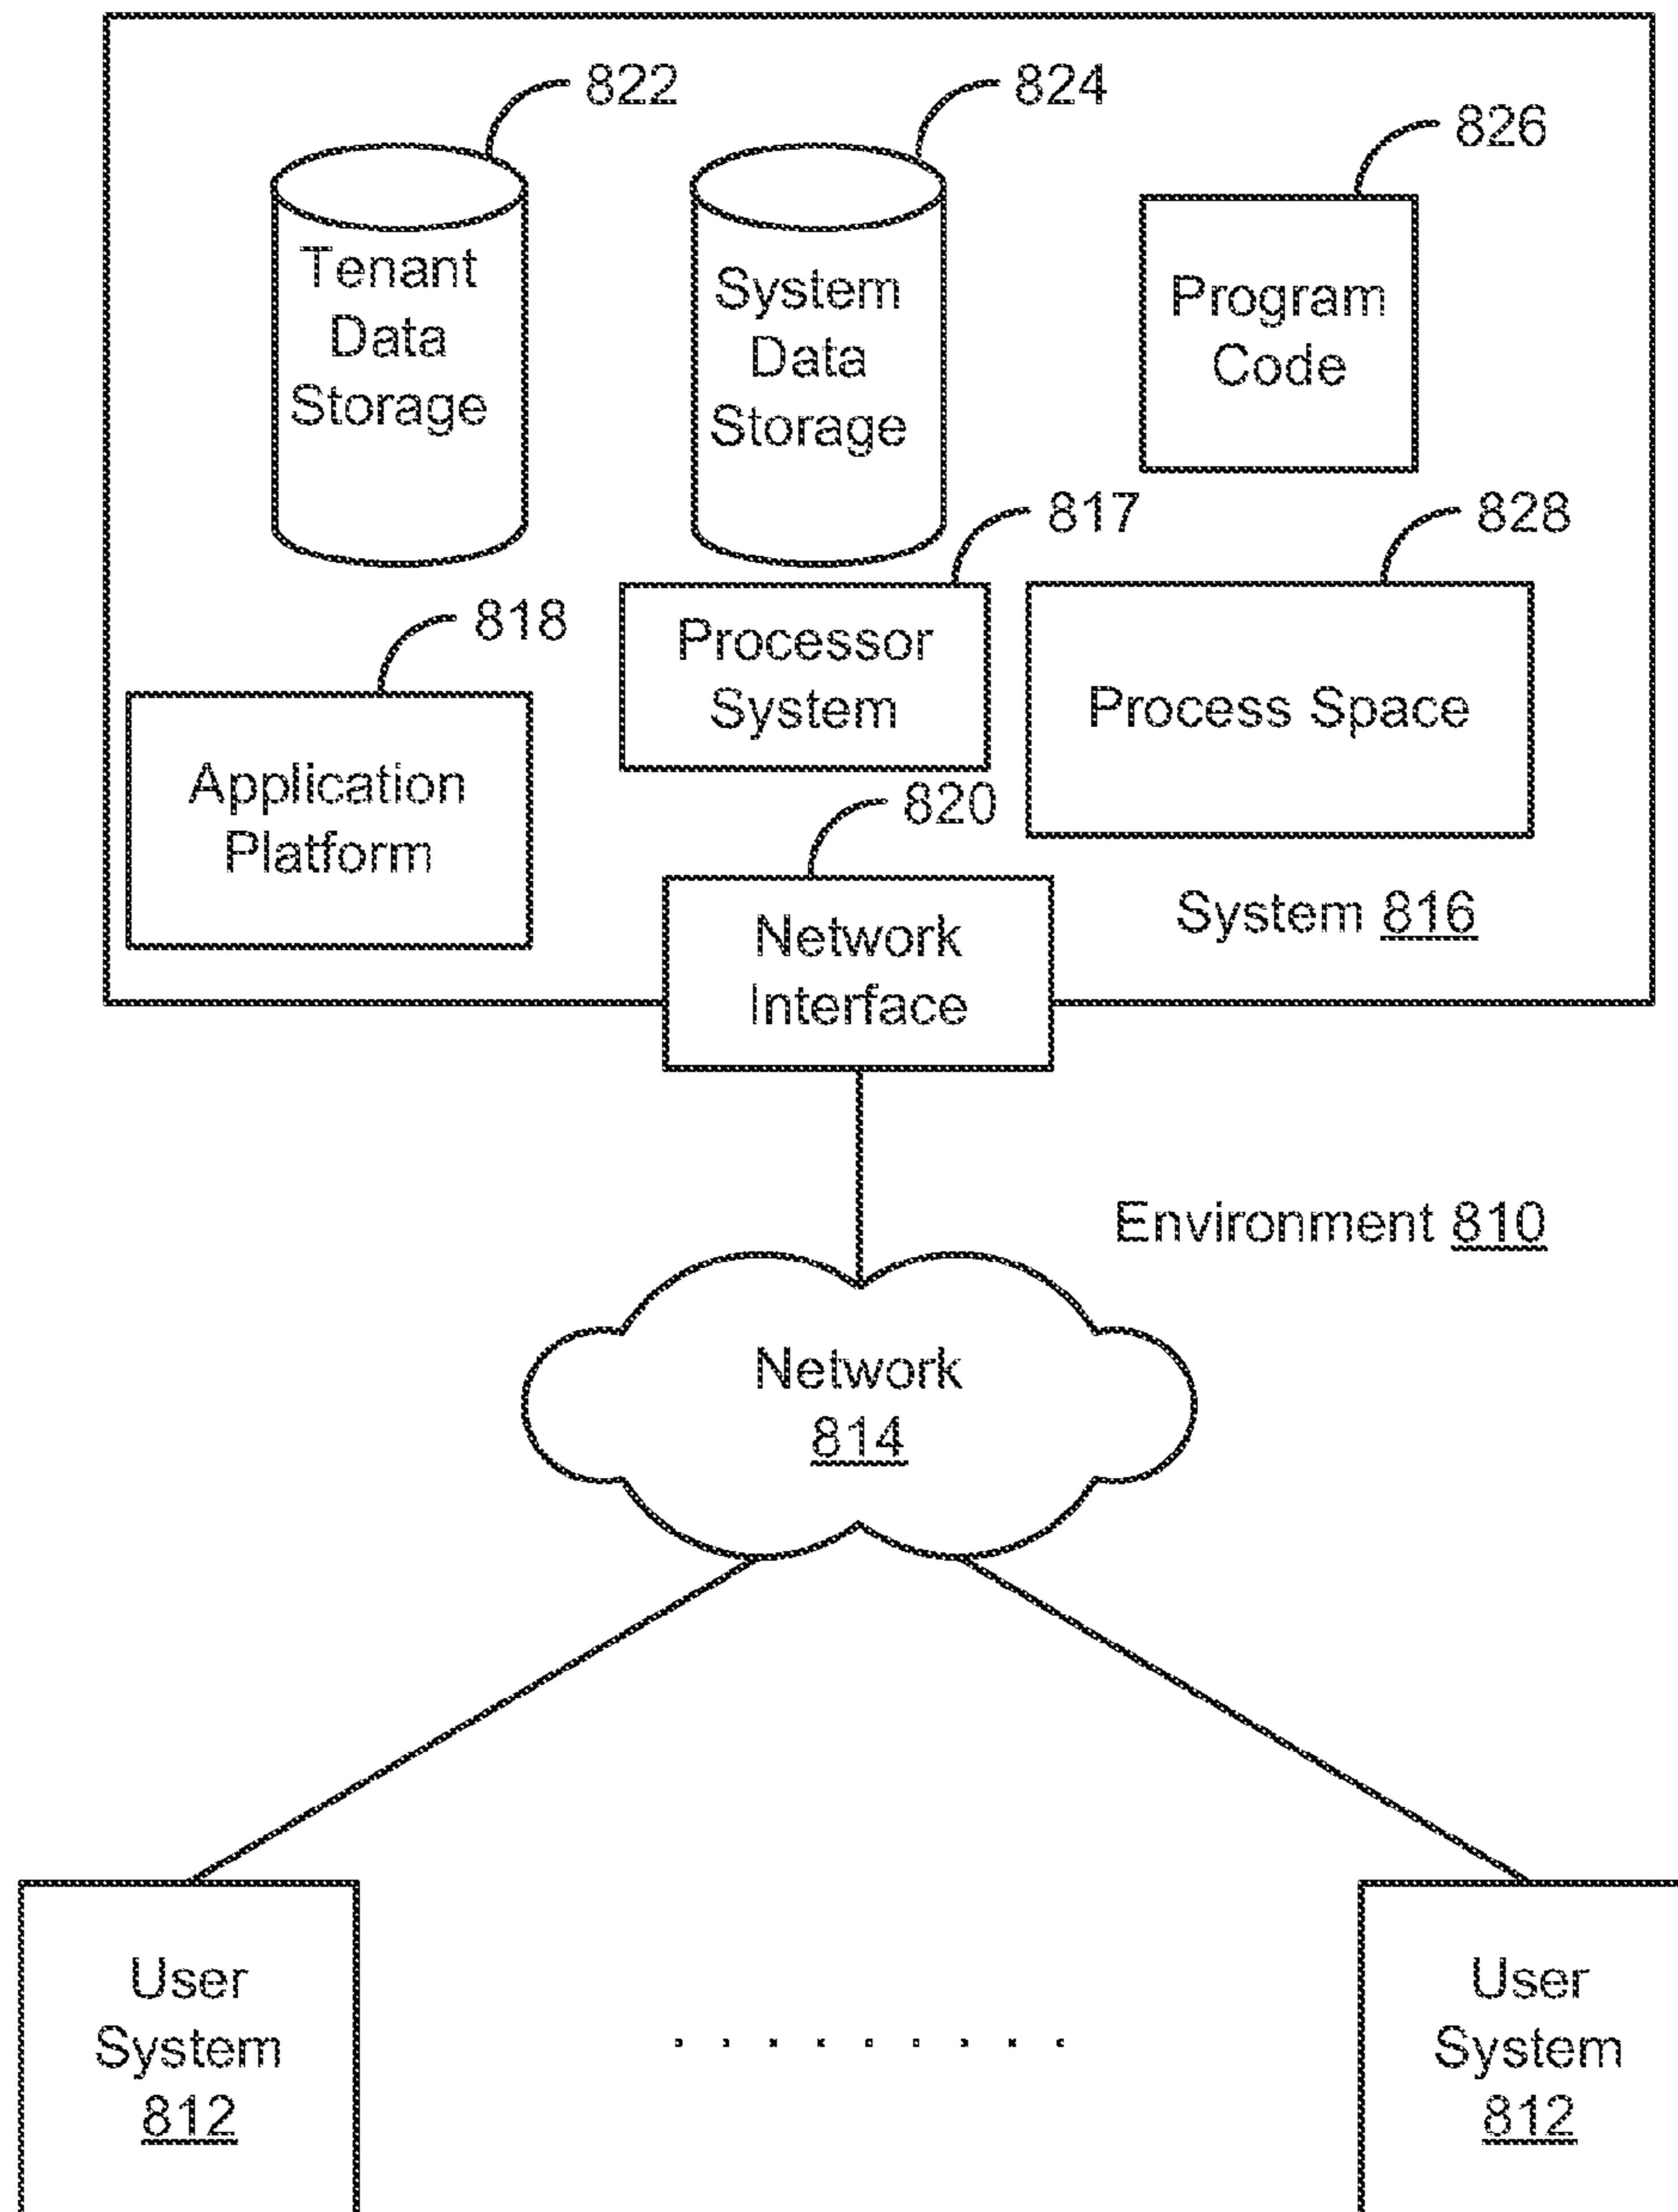 822
824
826
Tenant
Data
Storage
System
Data
Storage
Program
Code
817
828
818
Processor
System
Process Space
Application
Platform
820
Network
Interface
System 816
Environment 810
Network
814
User
System
812
User
System
812